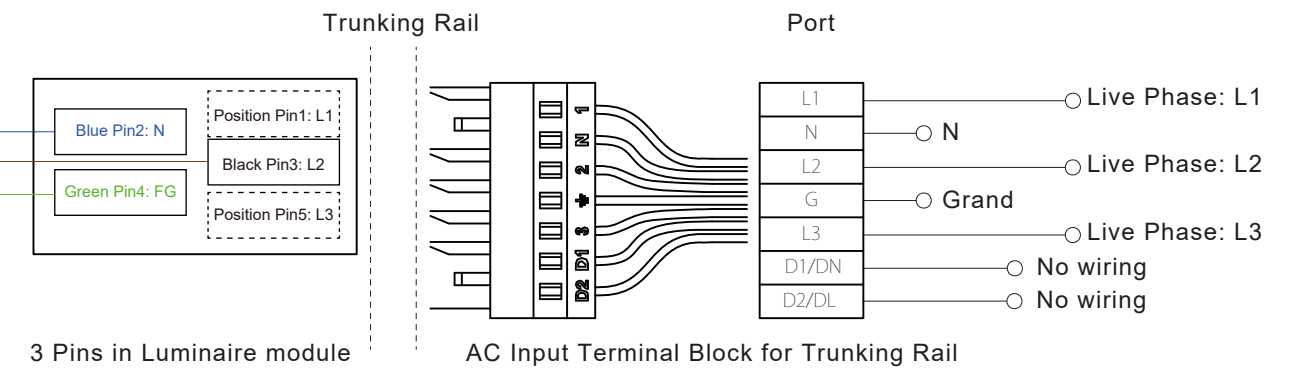 Trunking Rail
Port
Blue Pin2: N
Position Pin1: L1
Black Pin3: L2
Green Pin4: FG
Position Pin5: L3
1
N
2
3
D1
D2
L1
N
L2
G
L3
D1/DN
D2/DL
Live Phase: L1
N
Live Phase: L2
Grand
Live Phase: L3
No wiring
No wiring
3 Pins in Luminaire module
AC Input Terminal Block for Trunking Rail